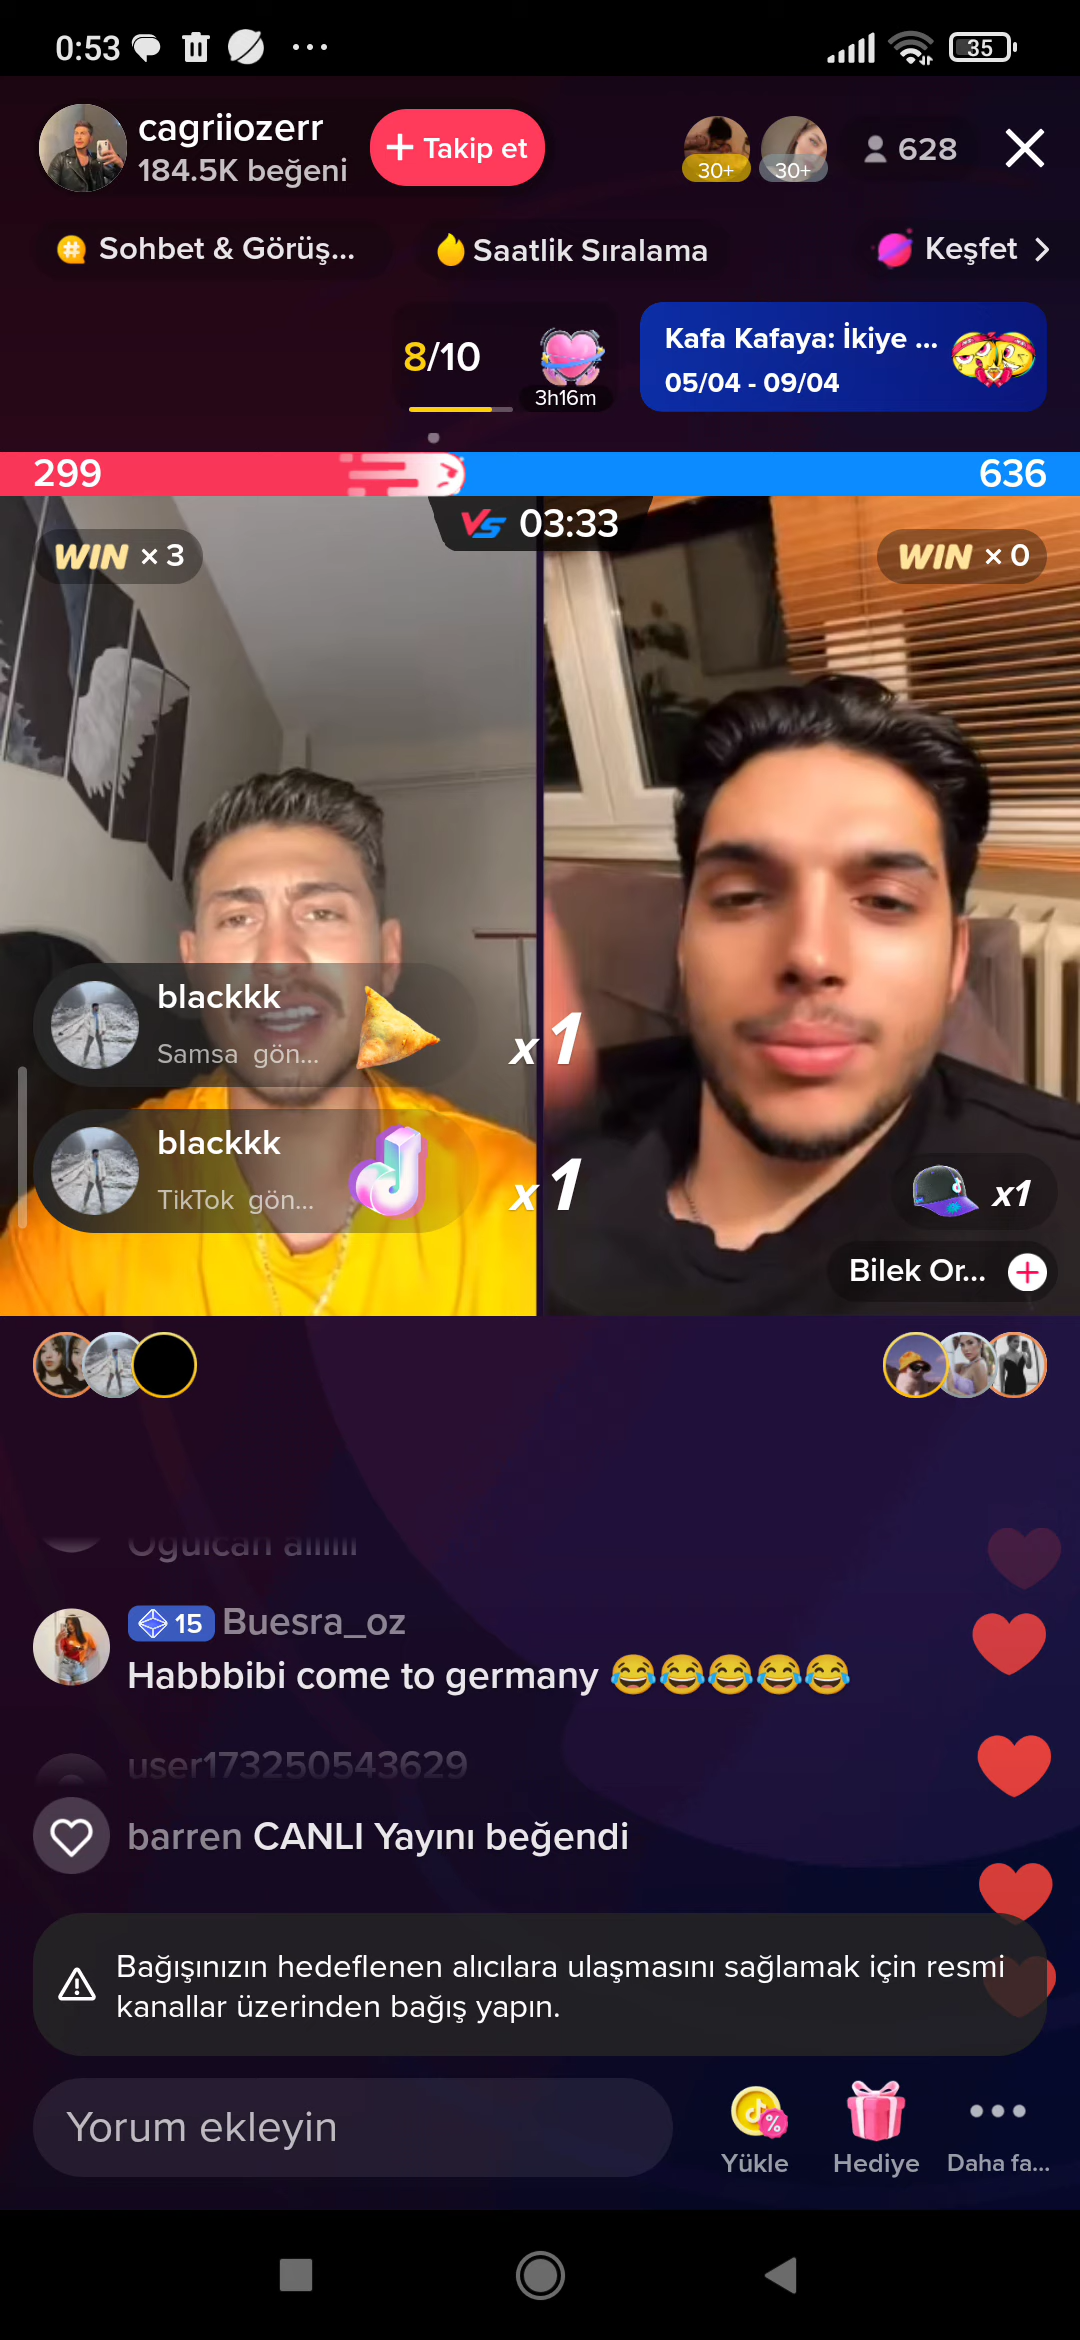 0:53
35
cagriiozerr
184.5K beğeni
+ Takip et
30+
30+
628
Sohbet & Görüş...
Saatlik Sıralama
Keşfet
8/10
3h16m
Kafa Kafaya: İkiye ...
05/04 - 09/04
299
636
VS 03:33
WIN × 3
WIN × 0
blackkk
Samsa gön...
x1
blackkk
TikTok gön...
x1
x1
Bilek Or...
Oğulcan
15 Buesra_oz
Habbbibi come to germany 😂😂😂😂😂
user173250543629
barren CANLI Yayını beğendi
Bağışınızın hedeflenen alıcılara ulaşmasını sağlamak için resmi
kanallar üzerinden bağış yapın.
Yorum ekleyin
Yükle
Hediye
Daha fa...